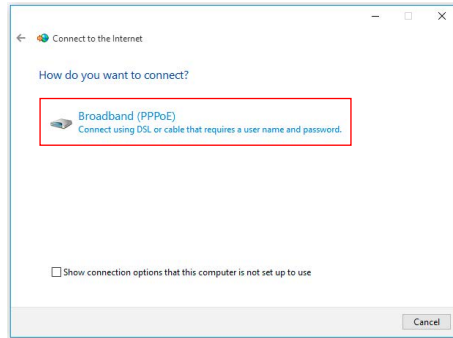 Connect to the Internet
How do you want to connect?
Broadband (PPPoE)
Connect using DSL or cable that requires a user name and password.
Show connection options that this computer is not set up to use
Cancel